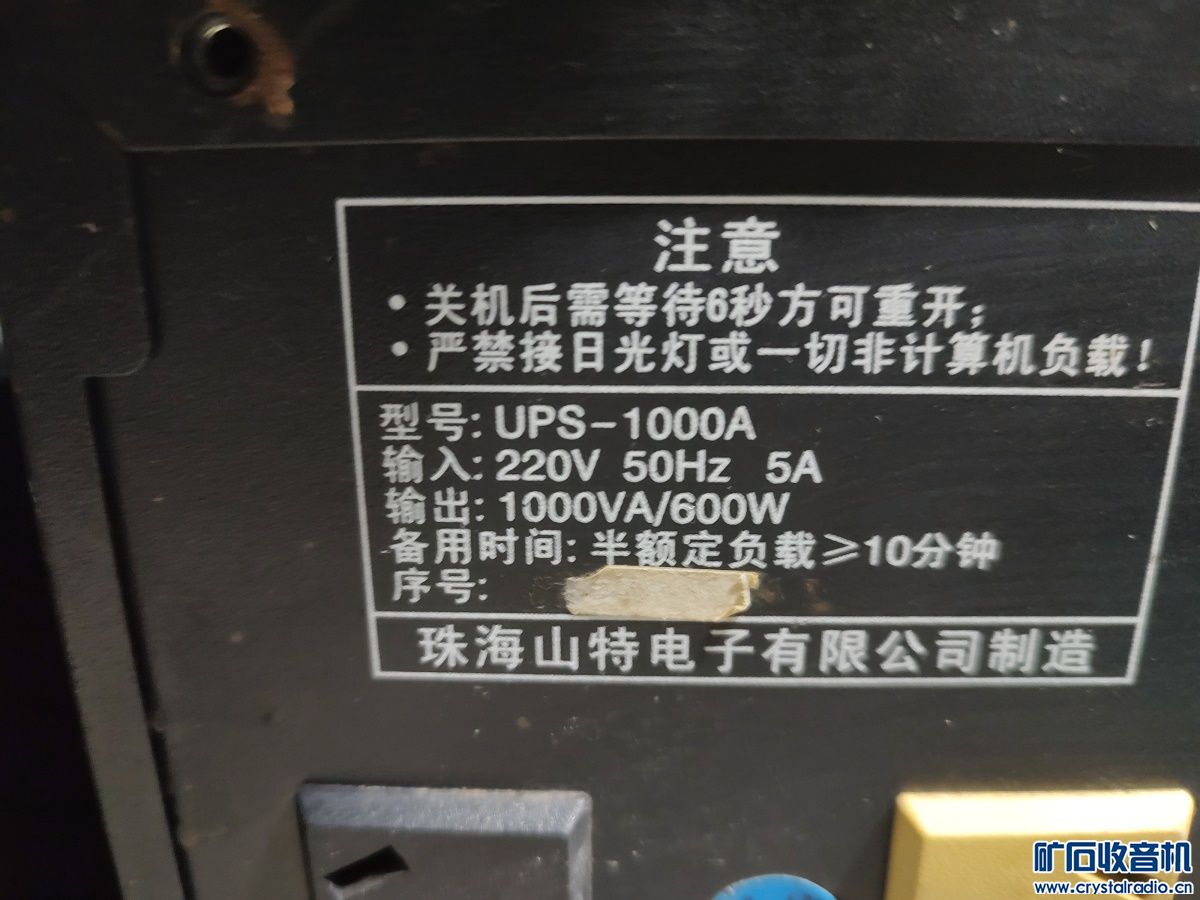 注意
• 关机后需等待6秒方可重开;
• 严禁接日光灯或一切非计算机负载!
型号: UPS-1000A
输入: 220V 50Hz 5A
输出: 1000VA/600W
备用时间: 半额定负载≥10分钟
序号:
珠海山特电子有限公司制造
矿石收音机
www.crystalradio.cn